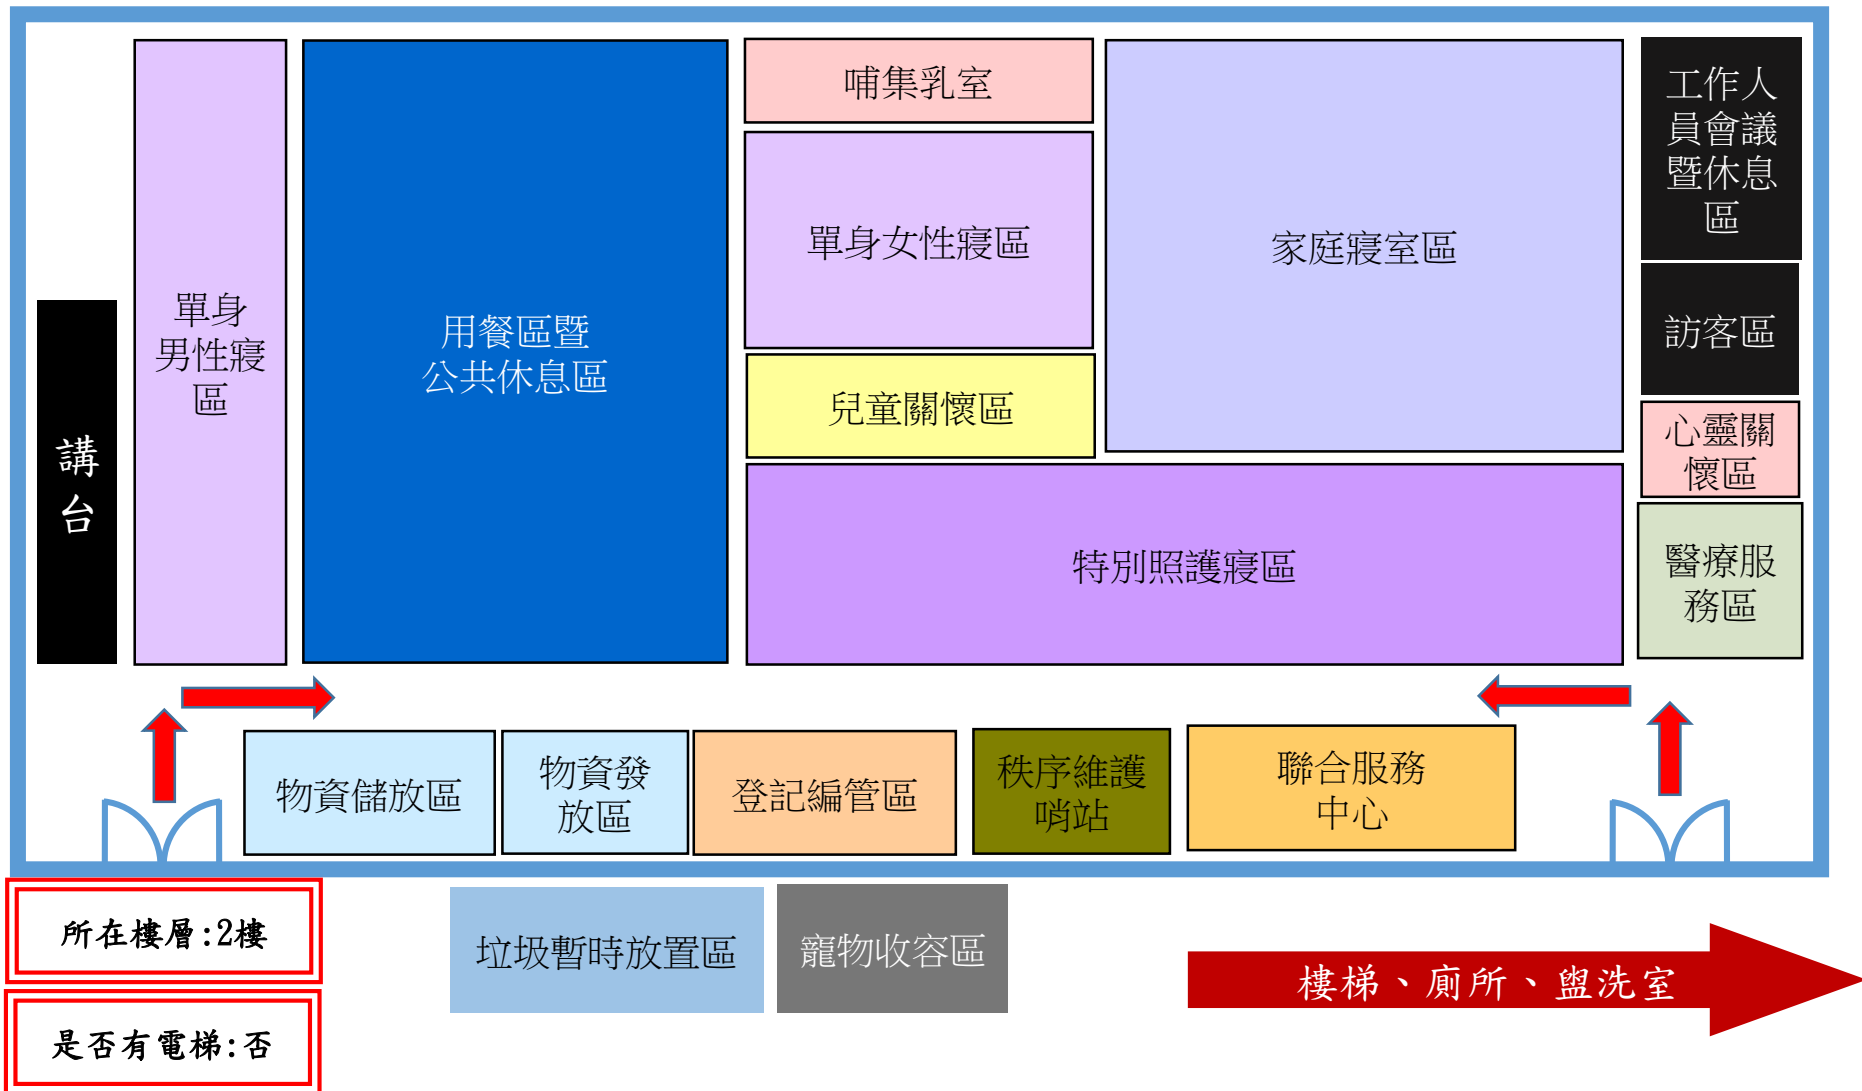 哺集乳室
工作人
員會議
暨休息
區
單身女性寢區
家庭寢室區
單身
男性寢
區
用餐區暨
公共休息區
訪客區
兒童關懷區
心靈關
懷區
講
台
特別照護寢區
醫療服
務區
物資儲放區
物資發
放區
登記編管區
秩序維護
哨站
聯合服務
中心
所在樓層:2樓
垃圾暫時放置區
寵物收容區
樓梯、廁所、盥洗室
是否有電梯:否